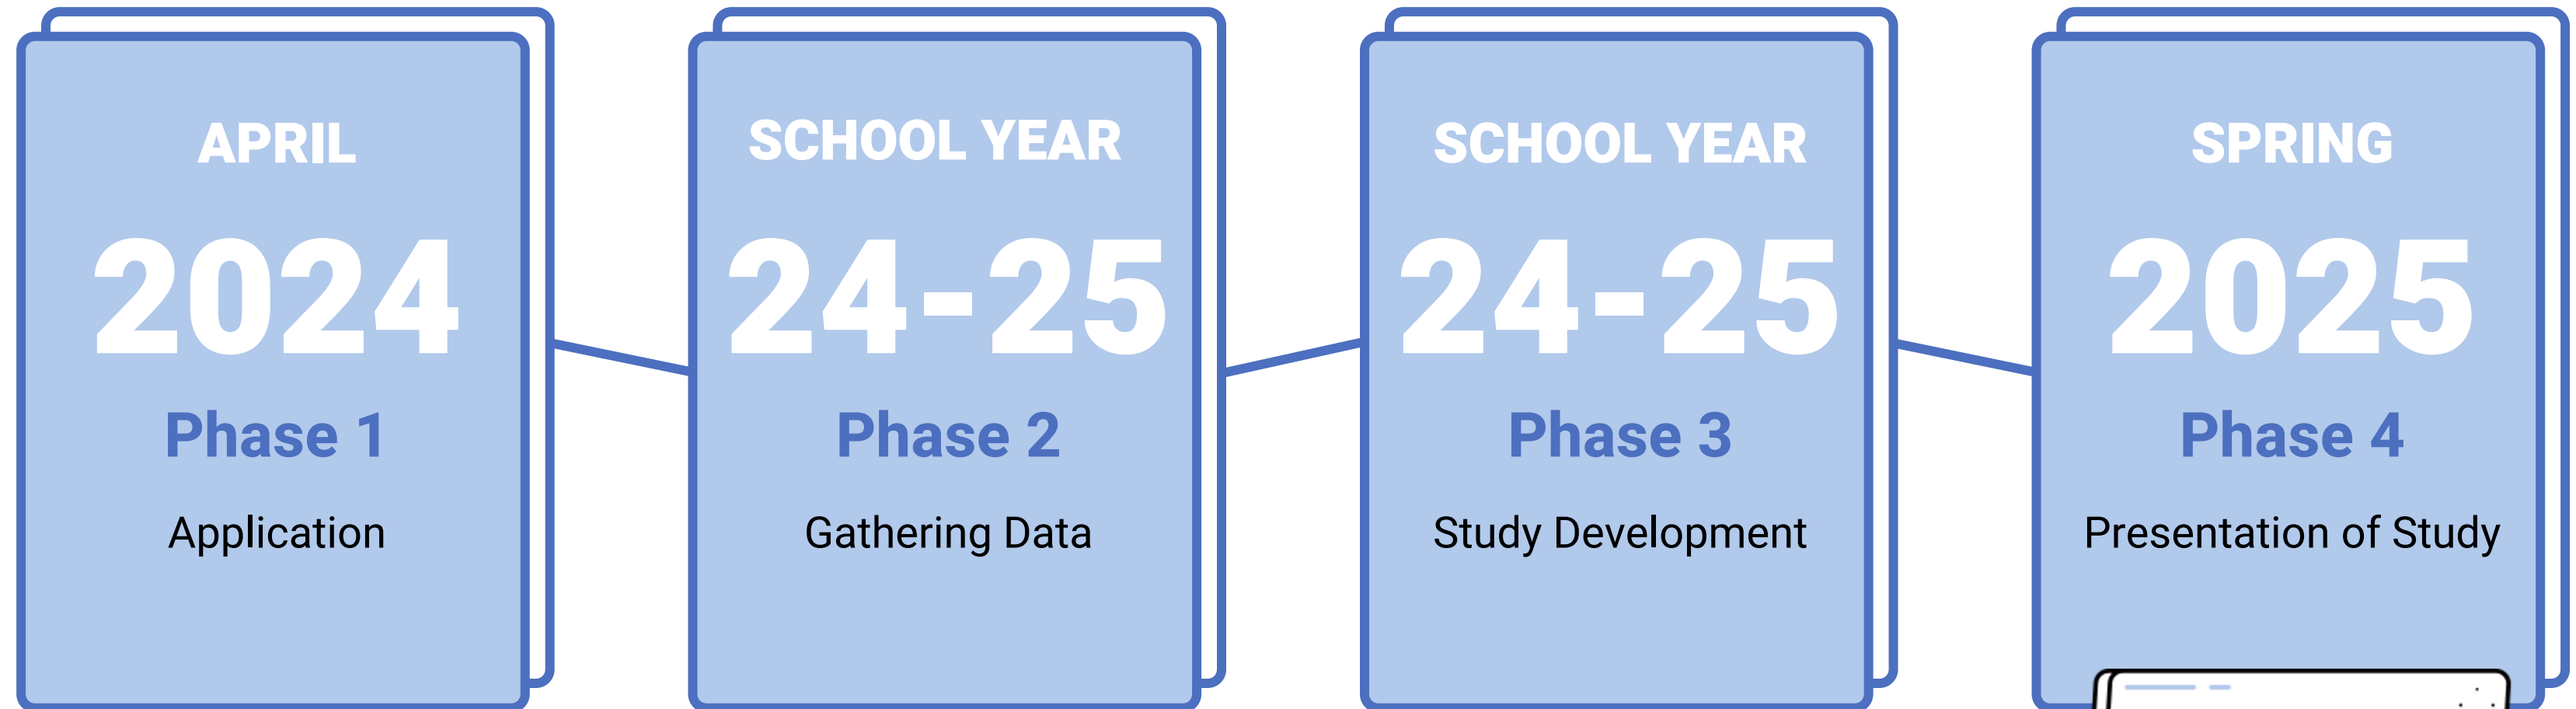 APRIL
2024
Phase 1
Application
SCHOOL YEAR
24-25
Phase 2
Gathering Data
SCHOOL YEAR
24-25
Phase 3
Study Development
SPRING
2025
Phase 4
Presentation of Study